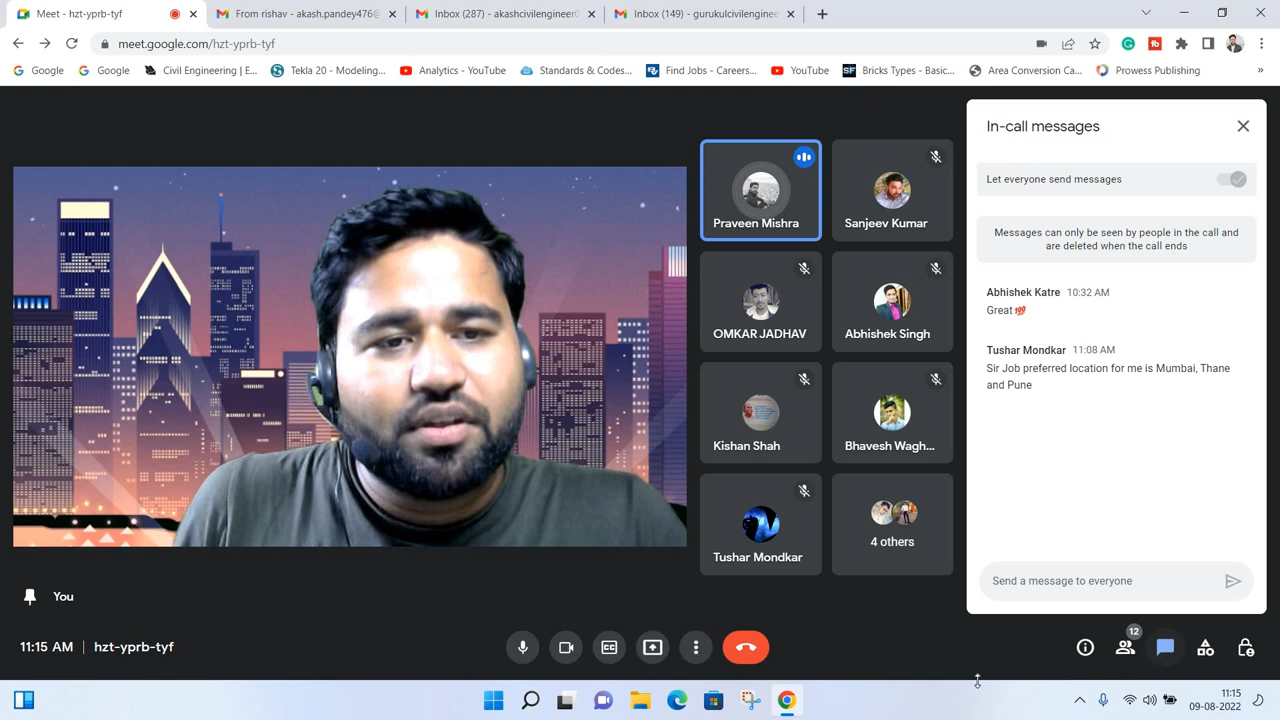 Meet - hzt-yprb-tyf
From rishav - akash.pandey476@
Inbox (287) - akashcivilengineer
Inbox (149) - gurukulcivilenginee
meet.google.com/hzt-yprb-tyf
Google
Google
Civil Engineering | E...
Tekla 20 - Modeling...
Analytics - YouTube
Standards & Codes...
Find Jobs - Careers...
YouTube
SF
Bricks Types - Basic...
Area Conversion Ca...
Prowess Publishing
»
In-call messages
Let everyone send messages
Messages can only be seen by people in the call and
are deleted when the call ends
Abhishek Katre 10:32 AM
Great💯
Tushar Mondkar 11:08 AM
Sir Job preferred location for me is Mumbai, Thane
and Pune
Send a message to everyone
Praveen Mishra
Sanjeev Kumar
OMKAR JADHAV
Abhishek Singh
Kishan Shah
Bhavesh Wagh...
Tushar Mondkar
4 others
You
11:15 AM | hzt-yprb-tyf
CC
12
11:15
09-08-2022